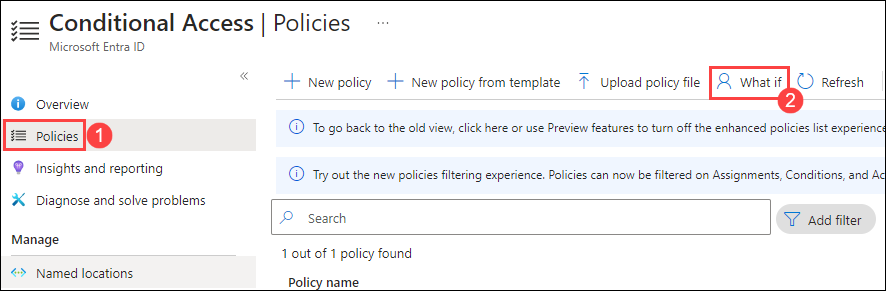 Conditional Access | Policies ...
Microsoft Entra ID
«
Overview
Policies 1
Insights and reporting
Diagnose and solve problems
Manage
Named locations
New policy New policy from template Upload policy file What if 2 Refresh
To go back to the old view, click here or use Preview features to turn off the enhanced policies list experience
Try out the new policies filtering experience. Policies can now be filtered on Assignments, Conditions, and Ac
Search Add filter
1 out of 1 policy found
Policy name